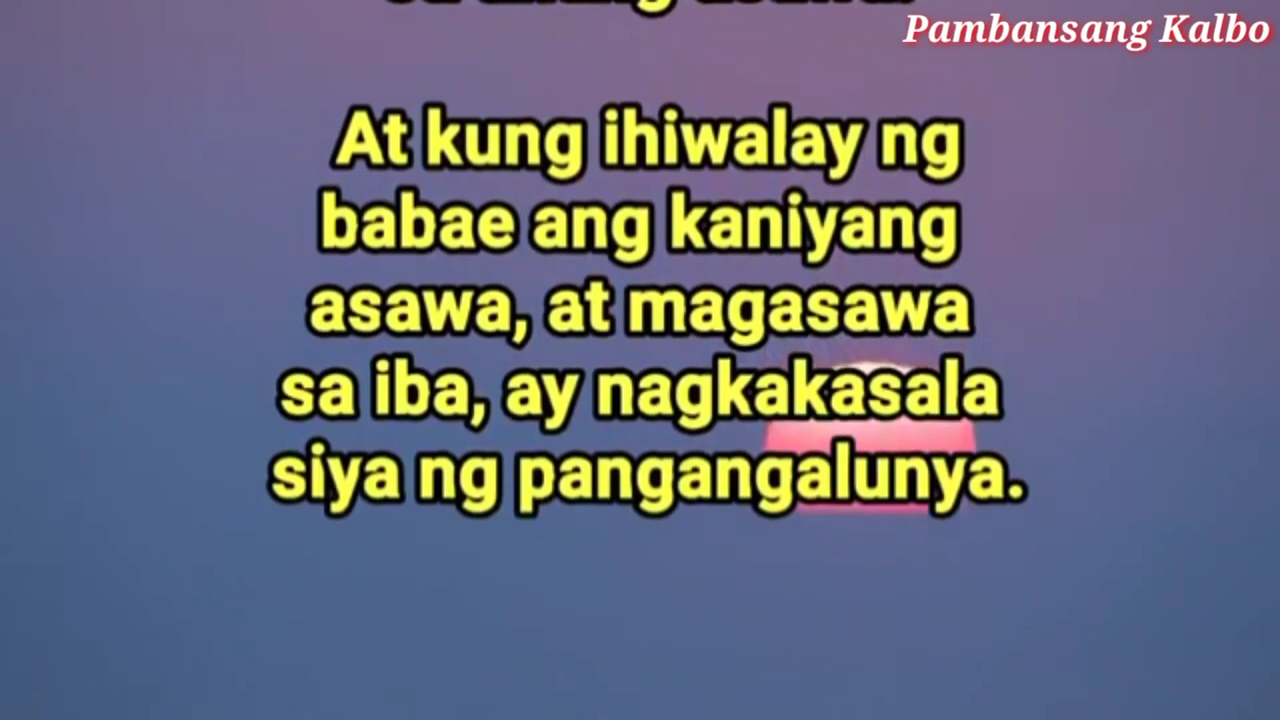 Pambansang Kalbo
At kung ihiwalay ng
babae ang kaniyang
asawa, at magasawa
sa iba, ay nagkakasala
siya ng pangangalunya.